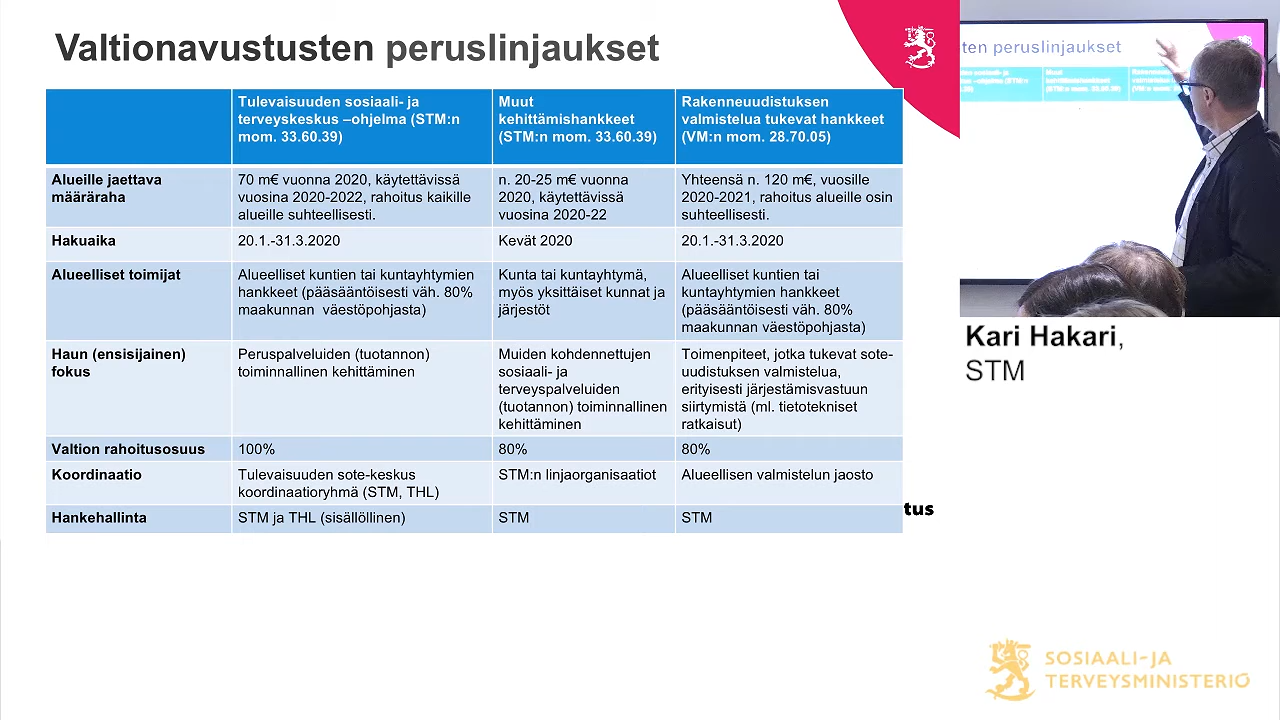 Valtionavustusten peruslinjaukset
Tulevaisuuden sosiaali- ja
terveyskeskus –ohjelma (STM:n
mom. 33.60.39)
Muut
kehittämishankkeet
(STM:n mom. 33.60.39)
Rakenneuudistuksen
valmistelua tukevat hankkeet
(VM:n mom. 28.70.05)
Alueille jaettava
määräraha
70 m€ vuonna 2020, käytettävissä
vuosina 2020-2022, rahoitus kaikille
alueille suhteellisesti.
n. 20-25 m€ vuonna
2020, käytettävissä
vuosina 2020-22
Yhteensä n. 120 m€, vuosille
2020-2021, rahoitus alueille osin
suhteellisesti.
Hakuaika
20.1.-31.3.2020
Kevät 2020
20.1.-31.3.2020
Alueelliset toimijat
Alueelliset kuntien tai kuntayhtymien
hankkeet (pääsääntöisesti väh. 80%
maakunnan väestöpohjasta)
Kunta tai kuntayhtymä,
myös yksittäiset kunnat ja
järjestöt
Alueelliset kuntien tai
kuntayhtymien hankkeet
(pääsääntöisesti väh. 80%
maakunnan väestöpohjasta)
Haun (ensisijainen)
fokus
Peruspalveluiden (tuotannon)
toiminnallinen kehittäminen
Muiden kohdennettujen
sosiaali- ja
terveyspalveluiden
(tuotannon) toiminnallinen
kehittäminen
Toimenpiteet, jotka tukevat sote-
uudistuksen valmistelua,
erityisesti järjestämisvastuun
siirtymistä (ml. tietotekniset
ratkaisut)
Valtion rahoitusosuus
100%
80%
80%
Koordinaatio
Tulevaisuuden sote-keskus
koordinaatioryhmä (STM, THL)
STM:n linjaorganisaatiot
Alueellisen valmistelun jaosto
Hankehallinta
STM ja THL (sisällöllinen)
STM
STM
tus
ten peruslinjaukset
Kari Hakari,
STM
SOSIAALI- JA
TERVEYSMINISTERIÖ